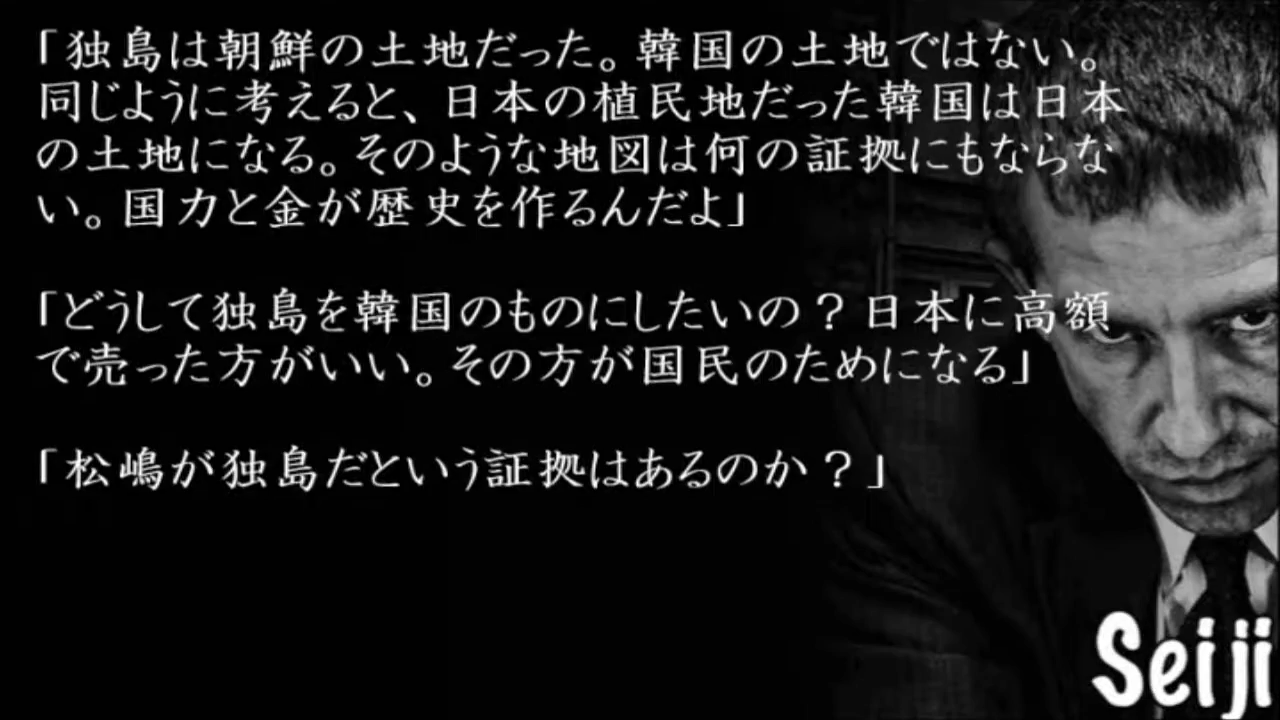 「独島は朝鮮の土地だった。韓国の土地ではない。
同じように考えると、日本の植民地だった韓国は日本
の土地になる。そのような地図は何の証拠にもならな
い。国力と金が歴史を作るんだよ」
「どうして独島を韓国のものにしたいの？日本に高額
で売った方がいい。その方が国民のためになる」
「松嶋が独島だという証拠はあるのか？」
Seiji